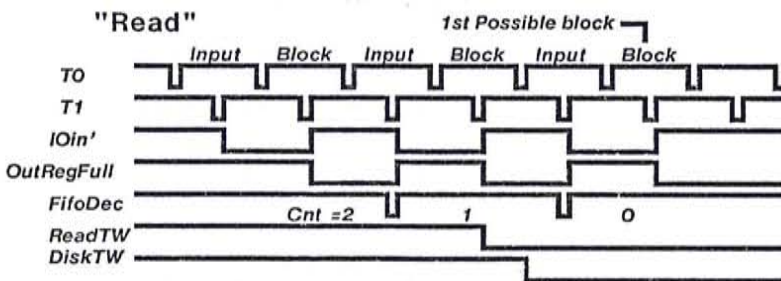 "Read" 1st Possible block
Input Block Input Block Input Block
TO
T1
IOin'
OutRegFull
FifoDec
Cnt =2 1 0
ReadTW
DiskTW